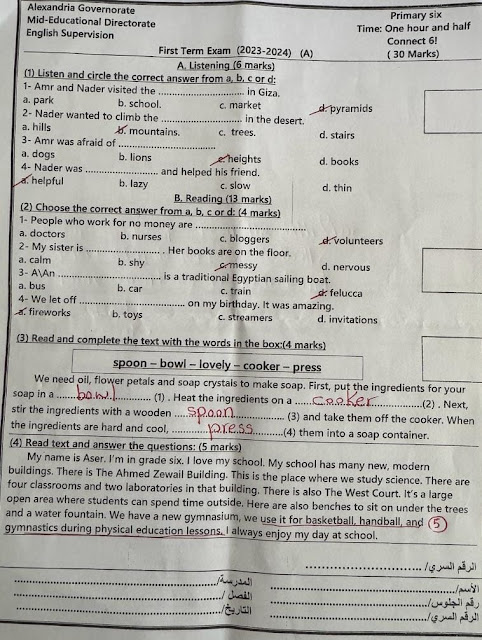 Alexandria Governorate
Mid-Educational Directorate
English Supervision
Primary six
Time: One hour and half
Connect 6!
First Term Exam (2023-2024) (A)
( 30 Marks)
A. Listening (6 marks)
(1) Listen and circle the correct answer from a, b, c or d:
1- Amr and Nader visited the .............................. in Giza.
a. park b. school. c. market d. pyramids
2- Nader wanted to climb the .............................. in the desert.
a. hills b. mountains. c. trees. d. stairs
3- Amr was afraid of ..............................
a. dogs b. lions c. heights d. books
4- Nader was .............................. and helped his friend.
a. helpful b. lazy c. slow d. thin
B. Reading (13 marks)
(2) Choose the correct answer from a, b, c or d: (4 marks)
1- People who work for no money are ..............................
a. doctors b. nurses c. bloggers d. volunteers
2- My sister is ..................... . Her books are on the floor.
a. calm b. shy c. messy d. nervous
3- A\An .............................. is a traditional Egyptian sailing boat.
a. bus b. car c. train d. felucca
4- We let off .............................. on my birthday. It was amazing.
a. fireworks b. toys c. streamers d. invitations
(3) Read and complete the text with the words in the box:(4 marks)
spoon – bowl – lovely – cooker – press
We need oil, flower petals and soap crystals to make soap. First, put the ingredients for your
soap in a ....bowl.... (1) . Heat the ingredients on a ....cooker.... (2) . Next,
stir the ingredients with a wooden ....spoon.... (3) and take them off the cooker. When
the ingredients are hard and cool, ....press.... (4) them into a soap container.
(4) Read text and answer the questions: (5 marks)
My name is Aser. I'm in grade six. I love my school. My school has many new, modern
buildings. There is The Ahmed Zewail Building. This is the place where we study science. There are
four classrooms and two laboratories in that building. There is also The West Court. It's a large
open area where students can spend time outside. Here are also benches to sit on under the trees
and a water fountain. We have a new gymnasium, we use it for basketball, handball, and 5
gymnastics during physical education lessons. I always enjoy my day at school.
الرقم السري/ ..............................
الأسم/ .............................. المدرسة/ ..............................
رقم الجلوس/ .............................. الفصل / ..............................
الرقم السري/ .............................. التاريخ/ ..............................